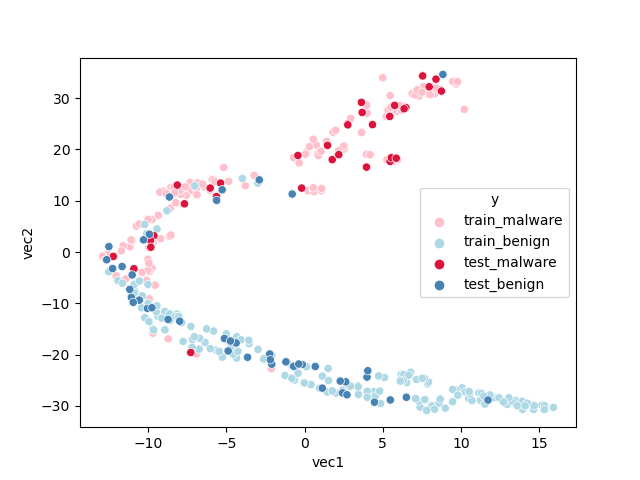 30
20
10
0
−10
−20
−30
vec2
y
train_malware
train_benign
test_malware
test_benign
−10
−5
0
5
10
15
vec1